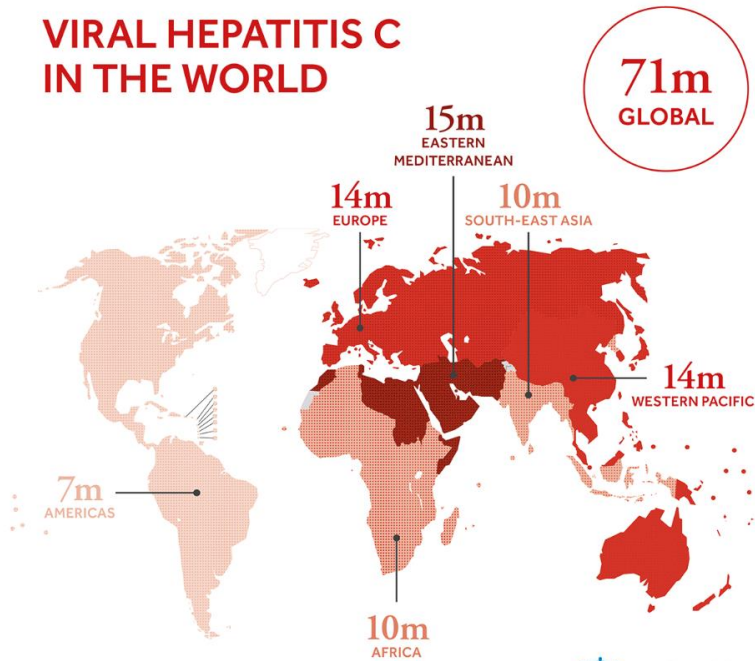 VIRAL HEPATITIS C
IN THE WORLD
71m
GLOBAL
15m
EASTERN
MEDITERRANEAN
14m
EUROPE
10m
SOUTH-EAST ASIA
14m
WESTERN PACIFIC
7m
AMERICAS
10m
AFRICA